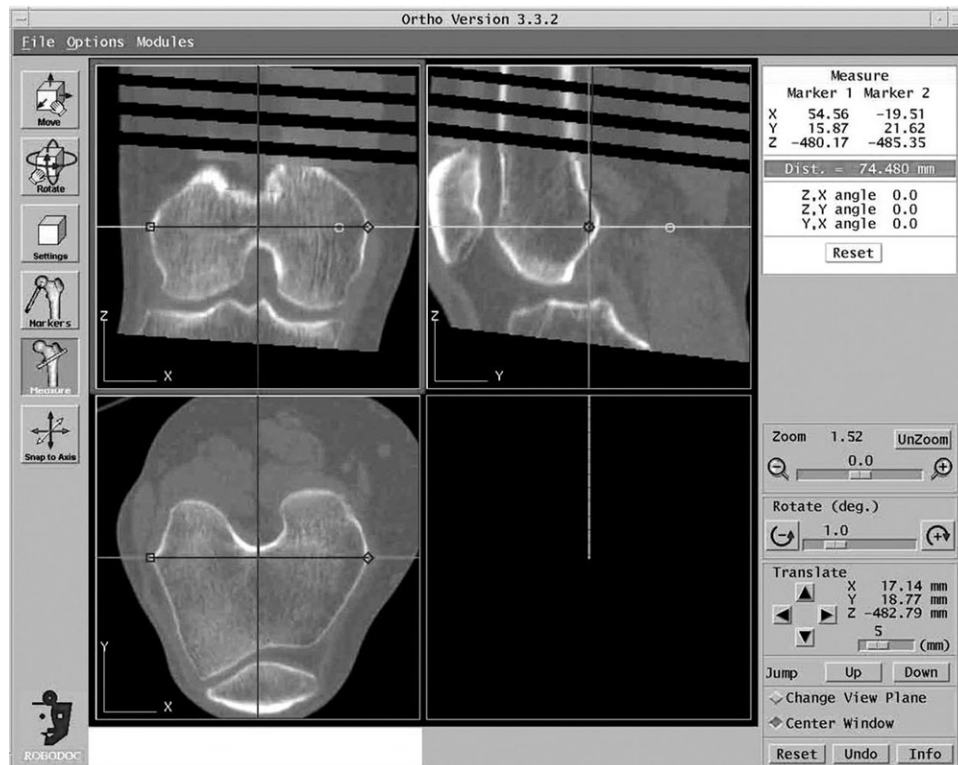 Ortho Version 3.3.2
File Options Modules
Move
Rotate
Settings
Markers
Measure
Snap to Axis
ROBODOC
Z
X
Z
Y
Y
X
Measure
Marker 1 Marker 2
X 54.56 -19.51
Y 15.87 21.62
Z -480.17 -485.35
Dist. = 74.480 mm
Z,X angle 0.0
Z,Y angle 0.0
Y,X angle 0.0
Reset
Zoom 1.52 UnZoom
0.0
Rotate (deg.)
1.0
Translate
X 17.14 mm
Y 18.77 mm
Z -482.79 mm
5 (mm)
Jump Up Down
Change View Plane
Center Window
Reset Undo Info